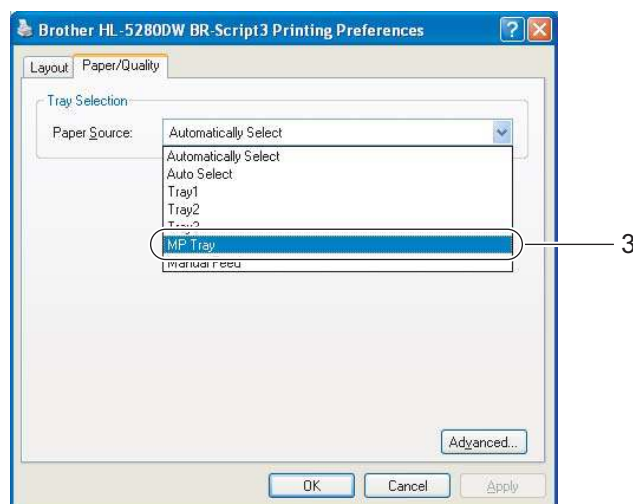 Brother HL-5280DW BR-Script3 Printing Preferences
Layout Paper/Quality
Tray Selection
Paper Source: Automatically Select
Automatically Select
Auto Select
Tray1
Tray2
Tray3
MP Tray
3
Manual Feed
Advanced...
OK Cancel Apply